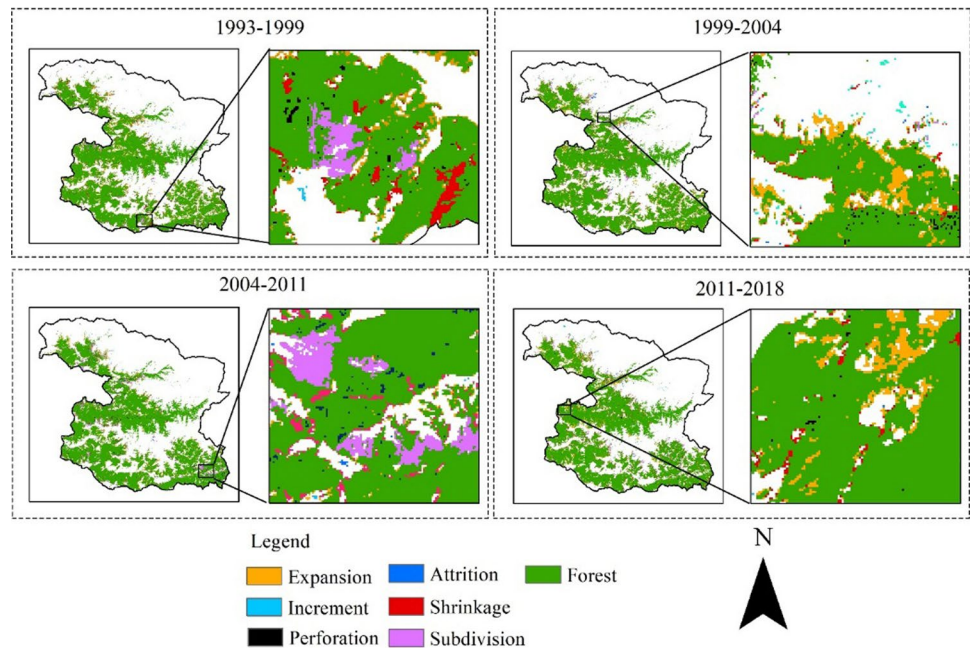 1993-1999
1999-2004
2004-2011
2011-2018
Legend
Expansion
Attrition
Forest
Increment
Shrinkage
Perforation
Subdivision
N